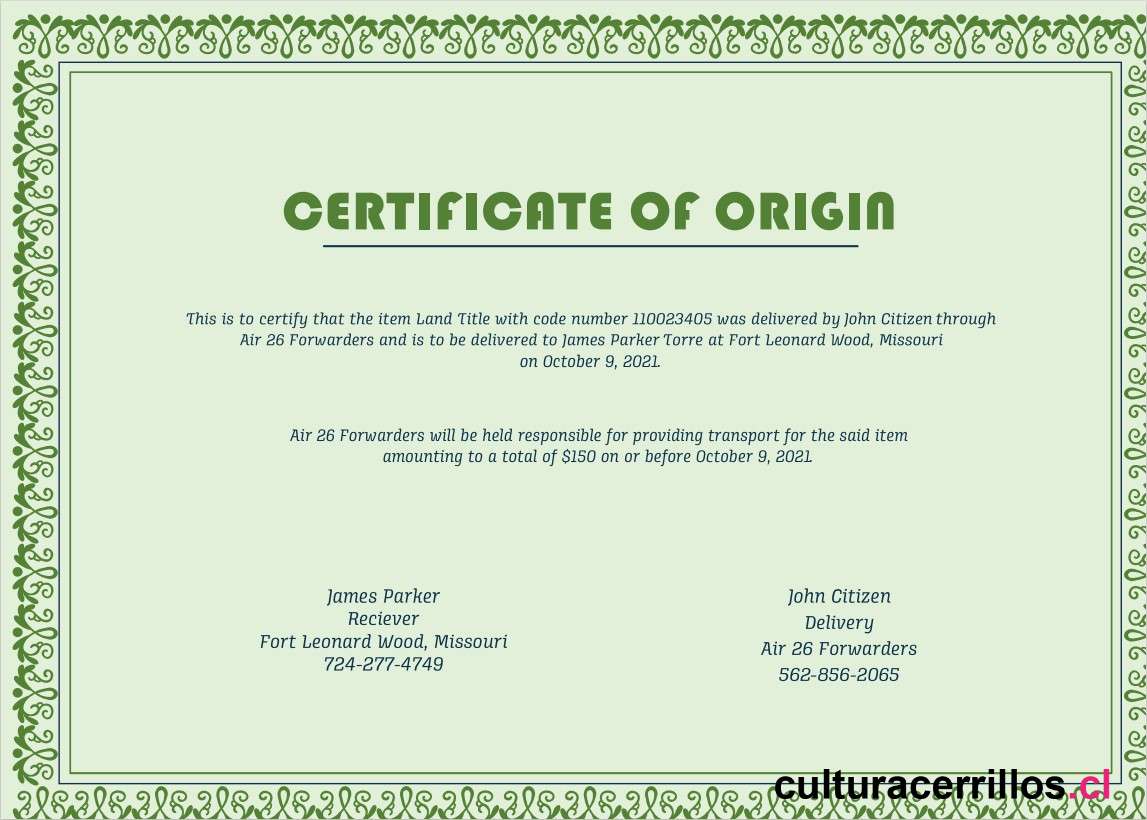 CERTIFICATE OF ORIGIN
This is to certify that the item Land Title with code number 110023405 was delivered by John Citizen through
Air 26 Forwarders and is to be delivered to James Parker Torre at Fort Leonard Wood, Missouri
on October 9, 2021.
Air 26 Forwarders will be held responsible for providing transport for the said item
amounting to a total of $150 on or before October 9, 2021.
James Parker
Reciever
Fort Leonard Wood, Missouri
724-277-4749
John Citizen
Delivery
Air 26 Forwarders
562-856-2065
culturacerrillos.cl